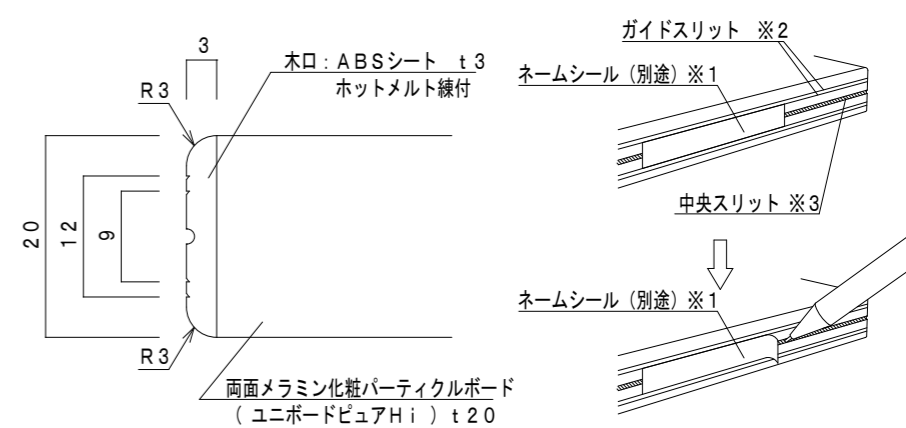 3
R3
木口：ABSシート　t3
ホットメルト練付
20
12
9
R3
両面メラミン化粧パーティクルボード
（ユニボードピュアHi）t20
ガイドスリット　※2
ネームシール（別途）※1
中央スリット ※3
ネームシール（別途）※1